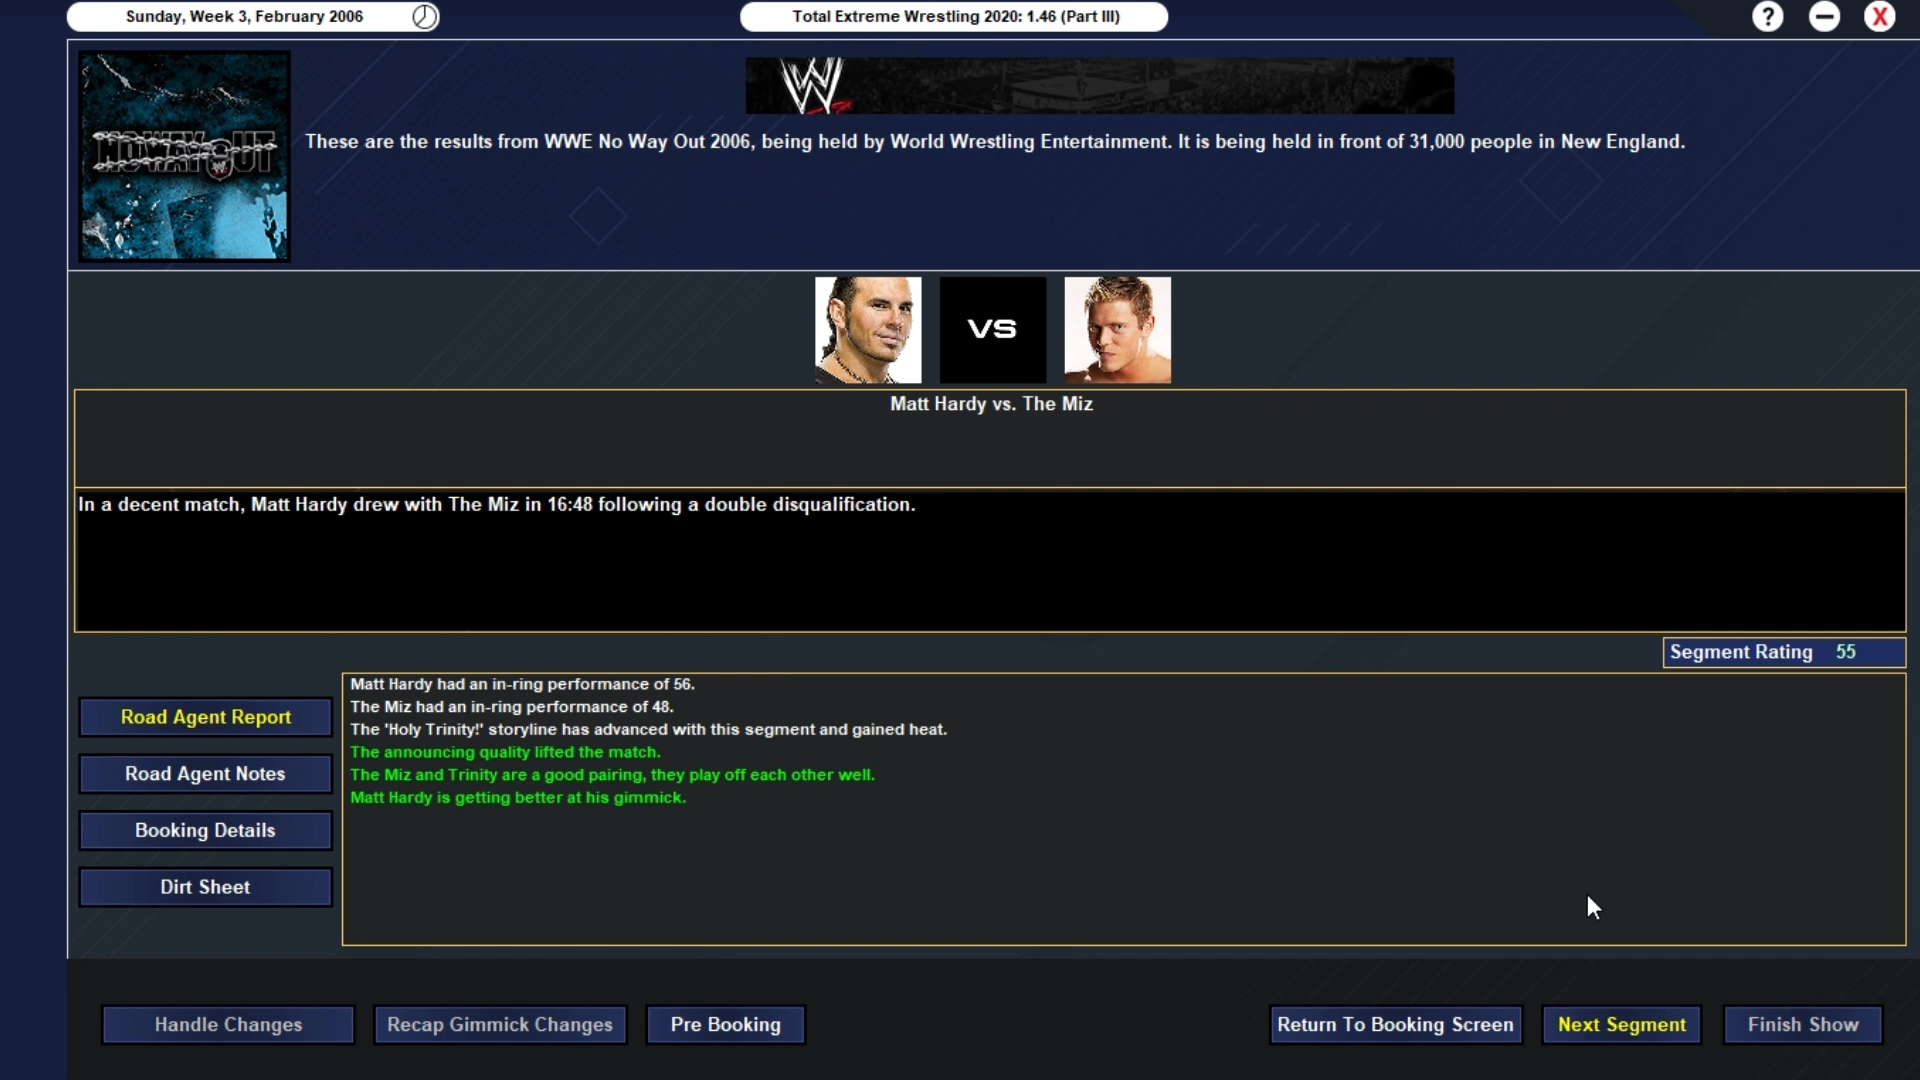 Sunday, Week 3, February 2006
Total Extreme Wrestling 2020: 1.46 (Part III)
?
X
NO WAY OUT
W
These are the results from WWE No Way Out 2006, being held by World Wrestling Entertainment. It is being held in front of 31,000 people in New England.
VS
Matt Hardy vs. The Miz
In a decent match, Matt Hardy drew with The Miz in 16:48 following a double disqualification.
Segment Rating 55
Road Agent Report
Road Agent Notes
Booking Details
Dirt Sheet
Matt Hardy had an in-ring performance of 56.
The Miz had an in-ring performance of 48.
The 'Holy Trinity!' storyline has advanced with this segment and gained heat.
The announcing quality lifted the match.
The Miz and Trinity are a good pairing, they play off each other well.
Matt Hardy is getting better at his gimmick.
Handle Changes
Recap Gimmick Changes
Pre Booking
Return To Booking Screen
Next Segment
Finish Show